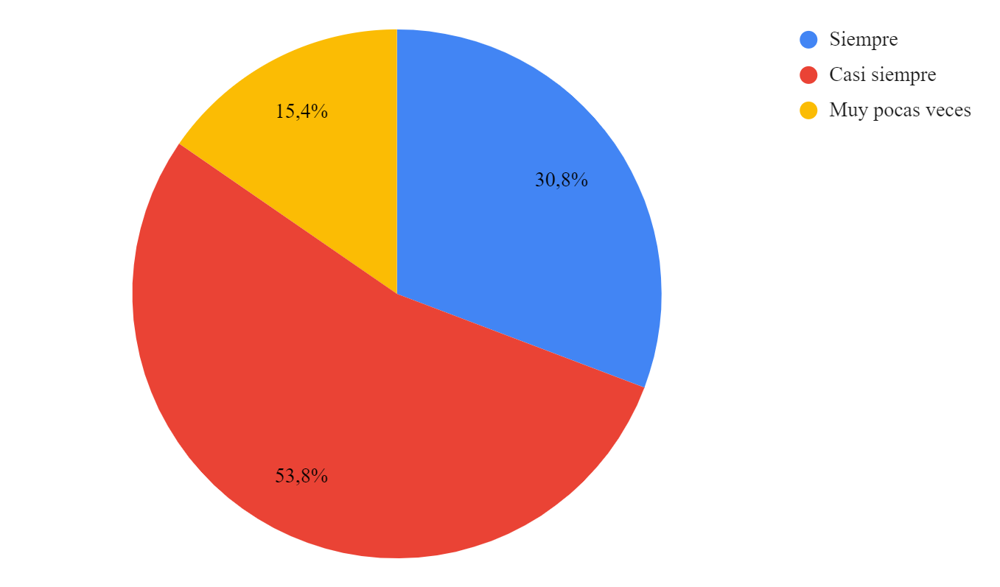 Siempre
Casi siempre
Muy pocas veces
15,4%
30,8%
53,8%